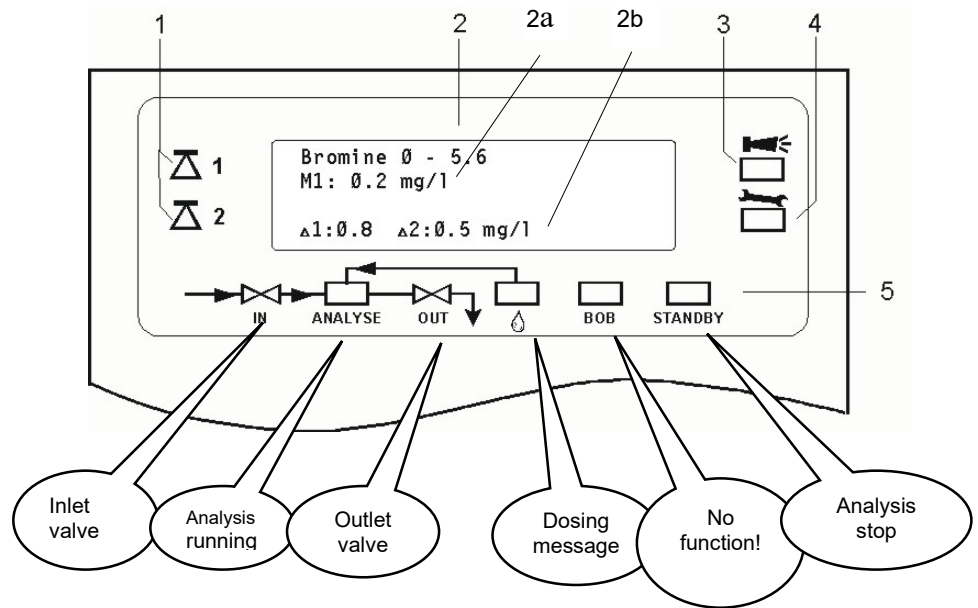 1 2 2a 2b 3 4
Bromine Ø - 5.6
M1: Ø.2 mg/l
▵1:Ø.8 ▵2:Ø.5 mg/l
1
2
5
IN ANALYSE OUT BOB STANDBY
Inlet
valve
Analysis
running
Outlet
valve
Dosing
message
No
function!
Analysis
stop